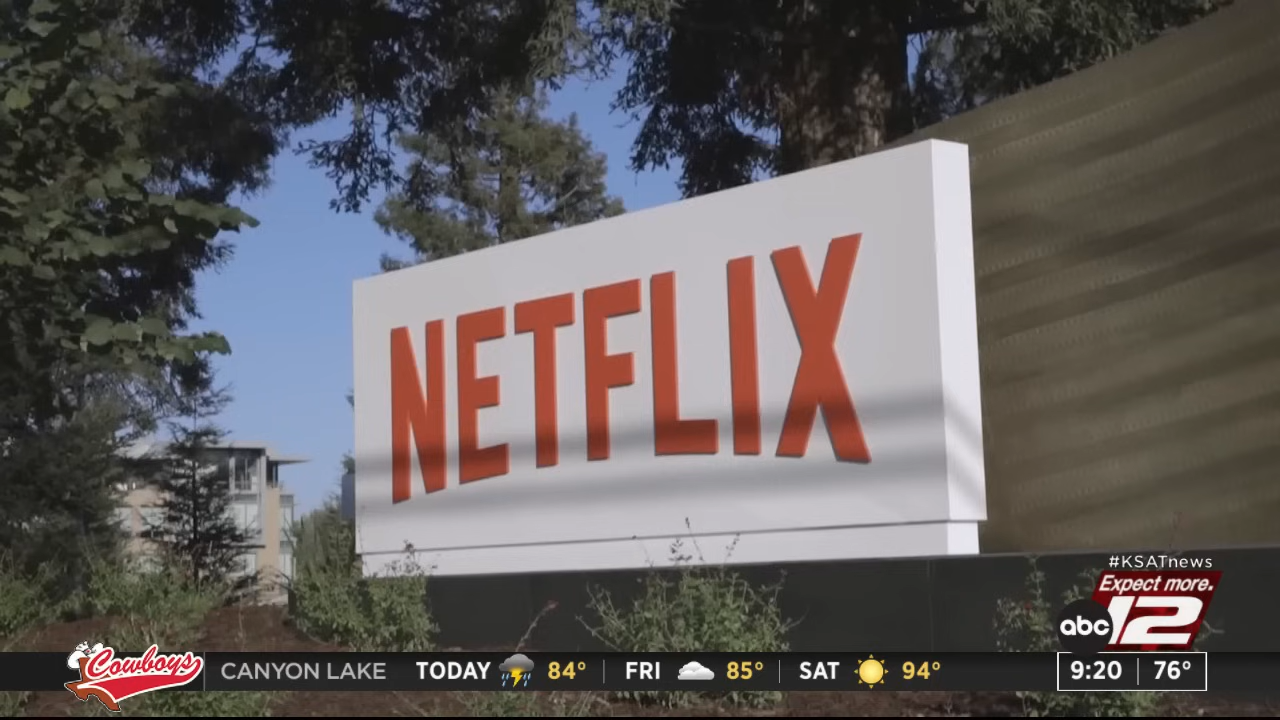 NETFLIX
#KSATnews
Expect more.
abc 12
Cowboys
CANYON LAKE TODAY 84° FRI 85° SAT 94°
9:20 76°